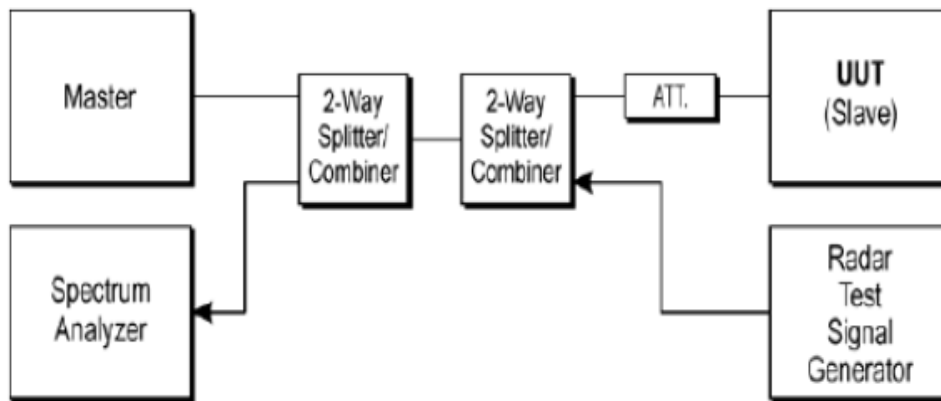 Master
2-Way
Splitter/
Combiner
2-Way
Splitter/
Combiner
ATT.
UUT
(Slave)
Spectrum
Analyzer
Radar
Test
Signal
Generator